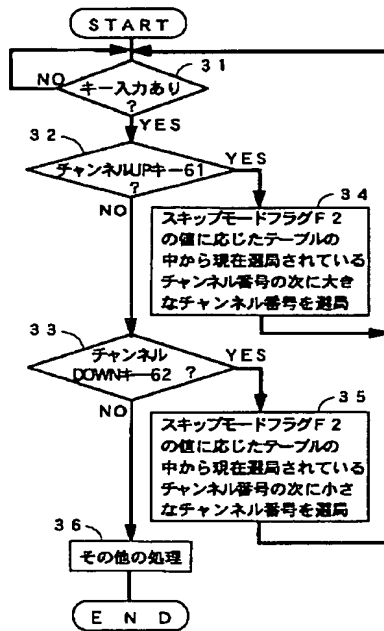 START
31
NO
キー入力あり
?
YES
32
チャンネルUPキー61
?
YES
NO
34
スキップモードフラグF2
の値に応じたテーブルの
中から現在選局されている
チャンネル番号の次に大き
なチャンネル番号を選局
33
チャンネル
DOWNキー62 ?
YES
NO
35
スキップモードフラグF2
の値に応じたテーブルの
中から現在選局されている
チャンネル番号の次に小さ
なチャンネル番号を選局
36
その他の処理
END